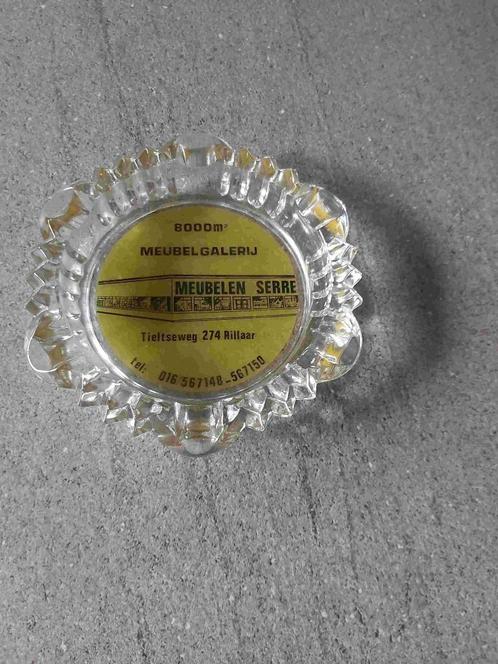 8000m²
MEUBELGALERIJ
MEUBELEN SERRE
Tieltseweg 274 Rillaar
tel: 016/567148-567150